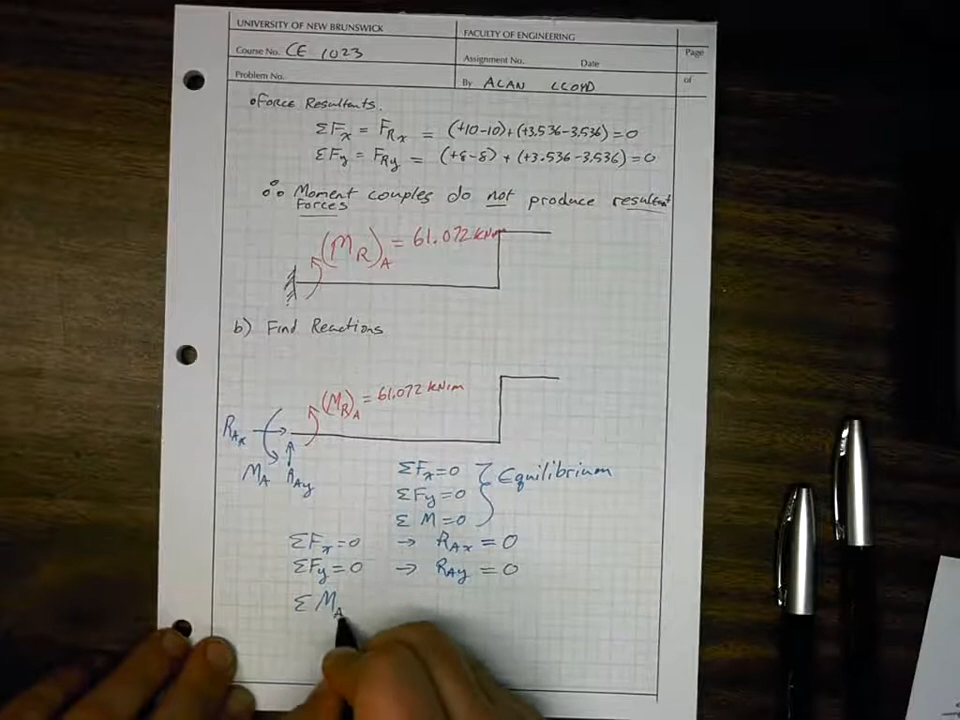 UNIVERSITY OF NEW BRUNSWICK
FACULTY OF ENGINEERING
Page
Course No. CE 1023
Assignment No. Date
Problem No.
By ALAN LLOYD
of
• Force Resultants.
ΣFx = FRx = (+10-10)+(+3.536-3.536)=0
ΣFy = FRy = (+8-8)+(+3.536-3.536)=0
∴ Moment couples do not produce resultant
Forces
(MR)A = 61.072 kNm
b) Find Reactions
(MR)A = 61.072 kNm
RAx
MA RAy
ΣFx=0
ΣFy=0
ΣM=0
} Equilibrium
ΣFx=0 → RAx=0
ΣFy=0 → RAy=0
ΣMA